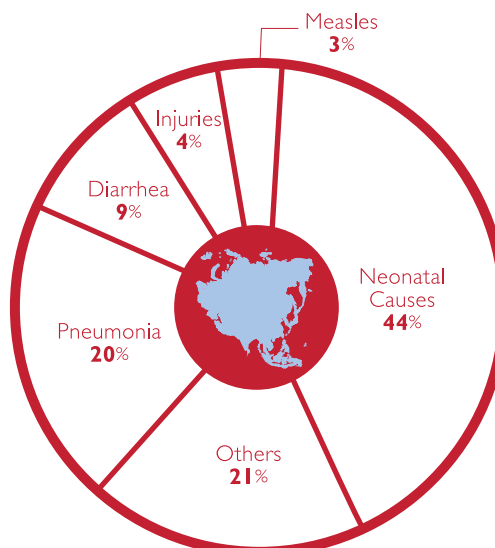 Measles
3%
Injuries
4%
Diarrhea
9%
Neonatal
Causes
44%
Pneumonia
20%
Others
21%